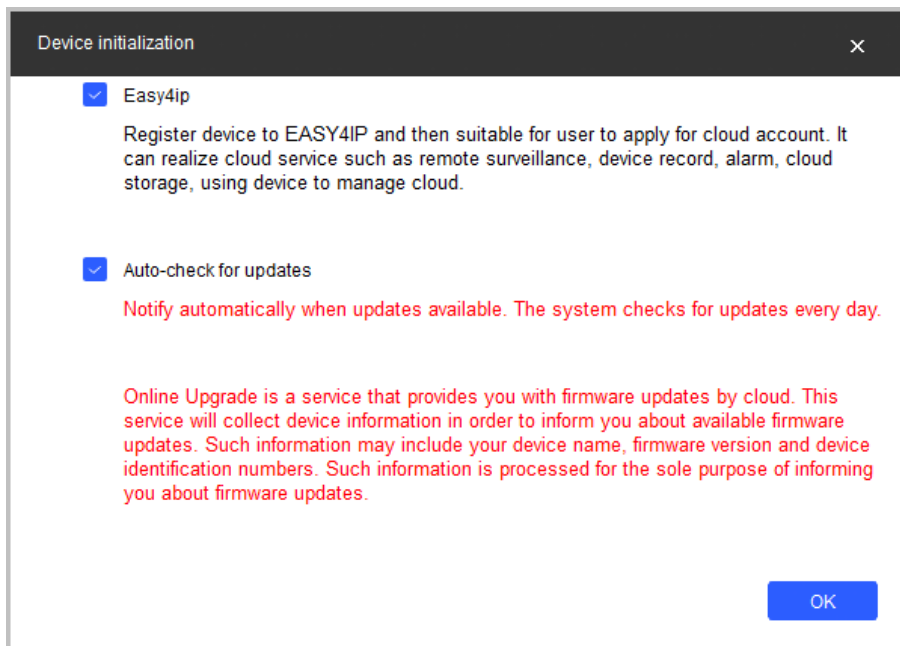 Device initialization
Easy4ip
Register device to EASY4IP and then suitable for user to apply for cloud account. It
can realize cloud service such as remote surveillance, device record, alarm, cloud
storage, using device to manage cloud.
Auto-check for updates
Notify automatically when updates available. The system checks for updates every day.
Online Upgrade is a service that provides you with firmware updates by cloud. This
service will collect device information in order to inform you about available firmware
updates. Such information may include your device name, firmware version and device
identification numbers. Such information is processed for the sole purpose of informing
you about firmware updates.
OK